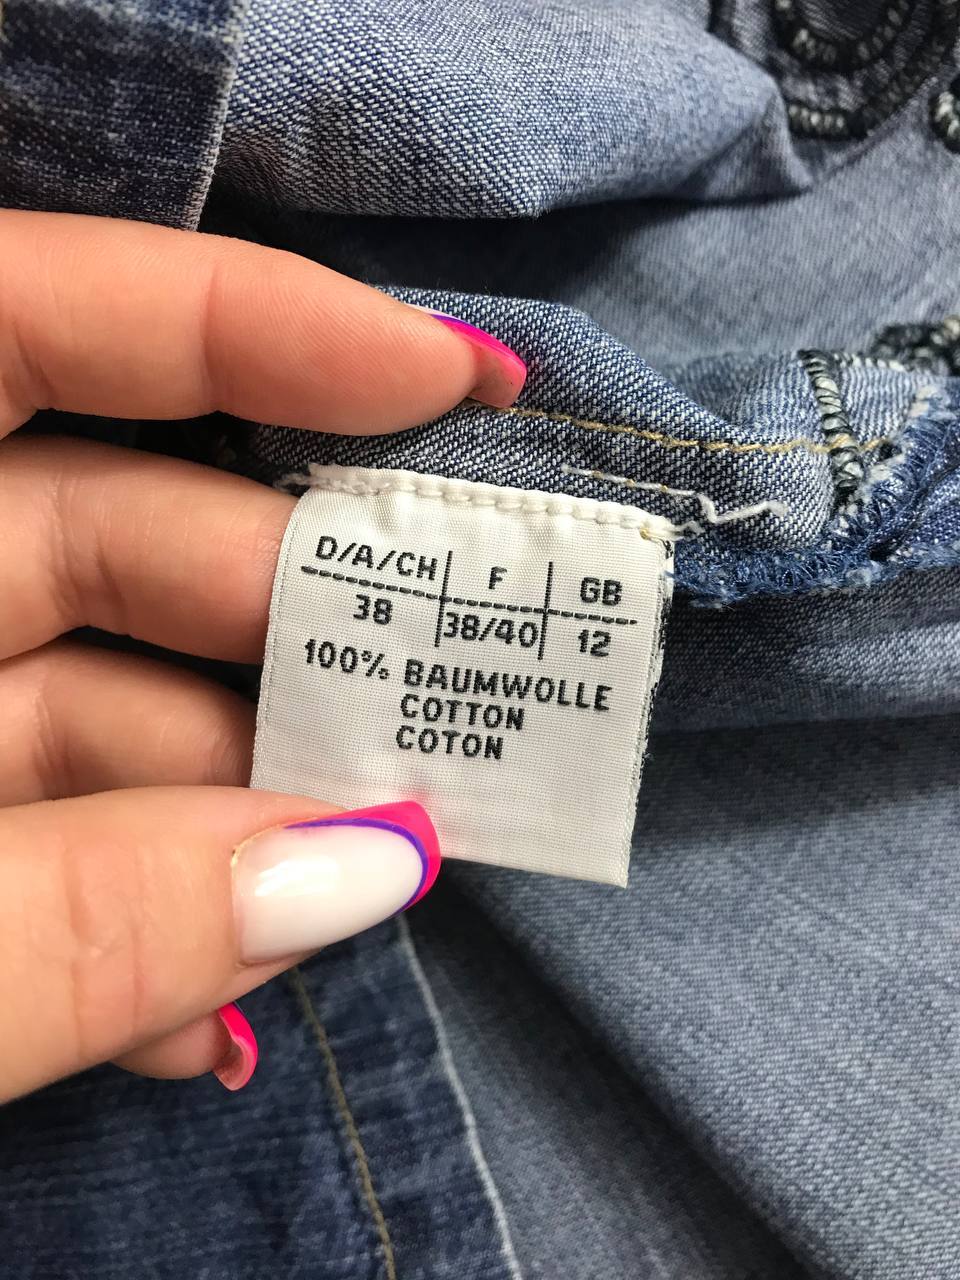 D/A/CH F GB
38 38/40 12
100% BAUMWOLLE
COTTON
COTON